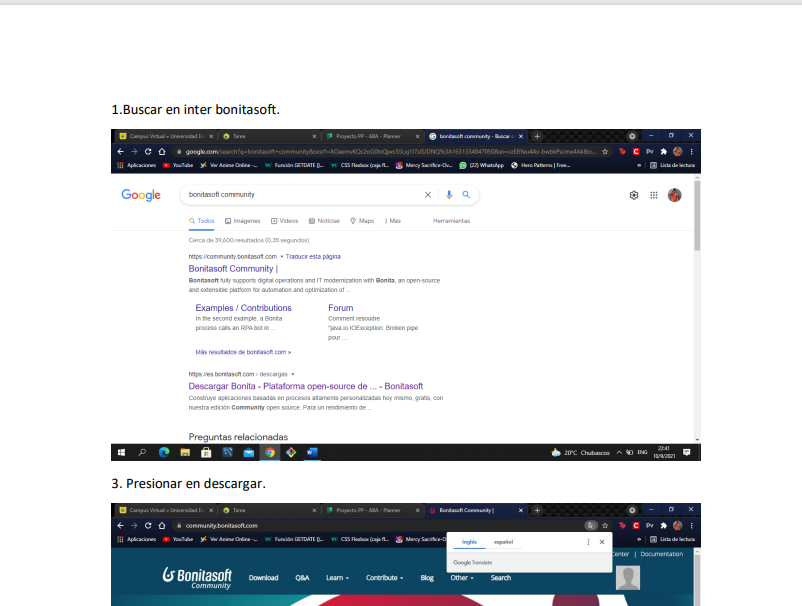 1.Buscar en inter bonitasoft.
Campus Virtual – Universidad E
Tarea
Proyecto PP - ABA - Planner
bonitasoft community - Buscar c
Aplicaciones
YouTube
Ver Anime Online -...
Función GETDATE (...
CSS Flexbox (caja fl...
Mercy Sacrifice-Ov...
(22) WhatsApp
Hero Patterns | Free...
»
Lista de lectura
Google
bonitasoft community
Todos
Imágenes
Videos
Noticias
Maps
Más
Herramientas
Cerca de 39,600 resultados (0.35 segundos)
https://community.bonitasoft.com
Traducir esta página
Bonitasoft Community |
Bonitasoft fully supports digital operations and IT modernization with Bonita, an open-source
and extensible platform for automation and optimization of ...
Examples / Contributions
In the second example, a Bonita
process calls an RPA bot in ...
Forum
Comment resoudre
"java.io.IOException: Broken pipe
pour ...
Más resultados de bonitasoft.com »
https://es.bonitasoft.com › descargas
Descargar Bonita - Plataforma open-source de ... - Bonitasoft
Construye aplicaciones basadas en procesos altamente personalizadas hoy mismo, gratis, con
nuestra edición Community open source. Para un rendimiento de ...
Preguntas relacionadas
20°C Chubascos
ENG
22:41
10/9/2021
3. Presionar en descargar.
Campus Virtual – Universidad E
Tarea
Proyecto PP - ABA - Planner
Bonitasoft Community |
community.bonitasoft.com
Aplicaciones
YouTube
Ver Anime Online -...
Función GETDATE (...
CSS Flexbox (caja fl...
Mercy Sacrifice-O
»
Lista de lectura
inglés
español
Google Translate
Center | Documentation
Bonitasoft
Community
Download
Q&A
Learn
Contribute
Blog
Other
Search